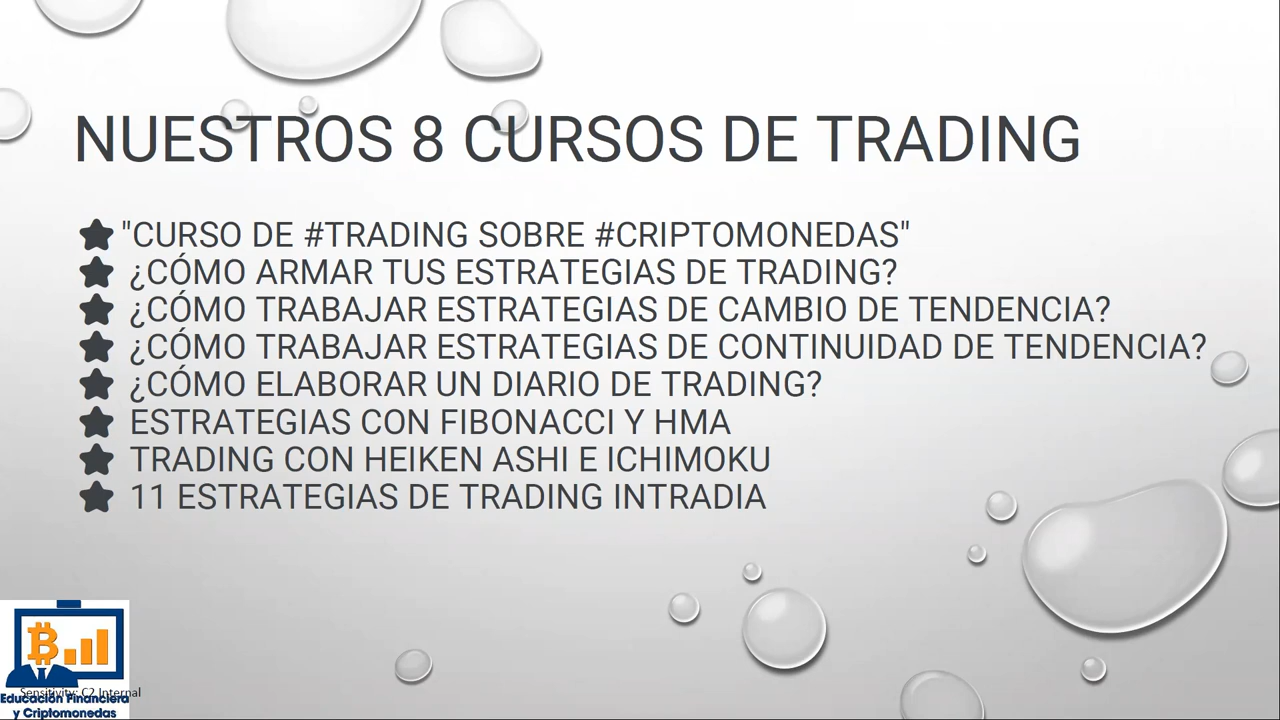 NUESTROS 8 CURSOS DE TRADING
"CURSO DE #TRADING SOBRE #CRIPTOMONEDAS"
¿CÓMO ARMAR TUS ESTRATEGIAS DE TRADING?
¿CÓMO TRABAJAR ESTRATEGIAS DE CAMBIO DE TENDENCIA?
¿CÓMO TRABAJAR ESTRATEGIAS DE CONTINUIDAD DE TENDENCIA?
¿CÓMO ELABORAR UN DIARIO DE TRADING?
ESTRATEGIAS CON FIBONACCI Y HMA
TRADING CON HEIKEN ASHI E ICHIMOKU
11 ESTRATEGIAS DE TRADING INTRADIA
Sensitivity: C2 Internal
Educación Financiera
y Criptomonedas